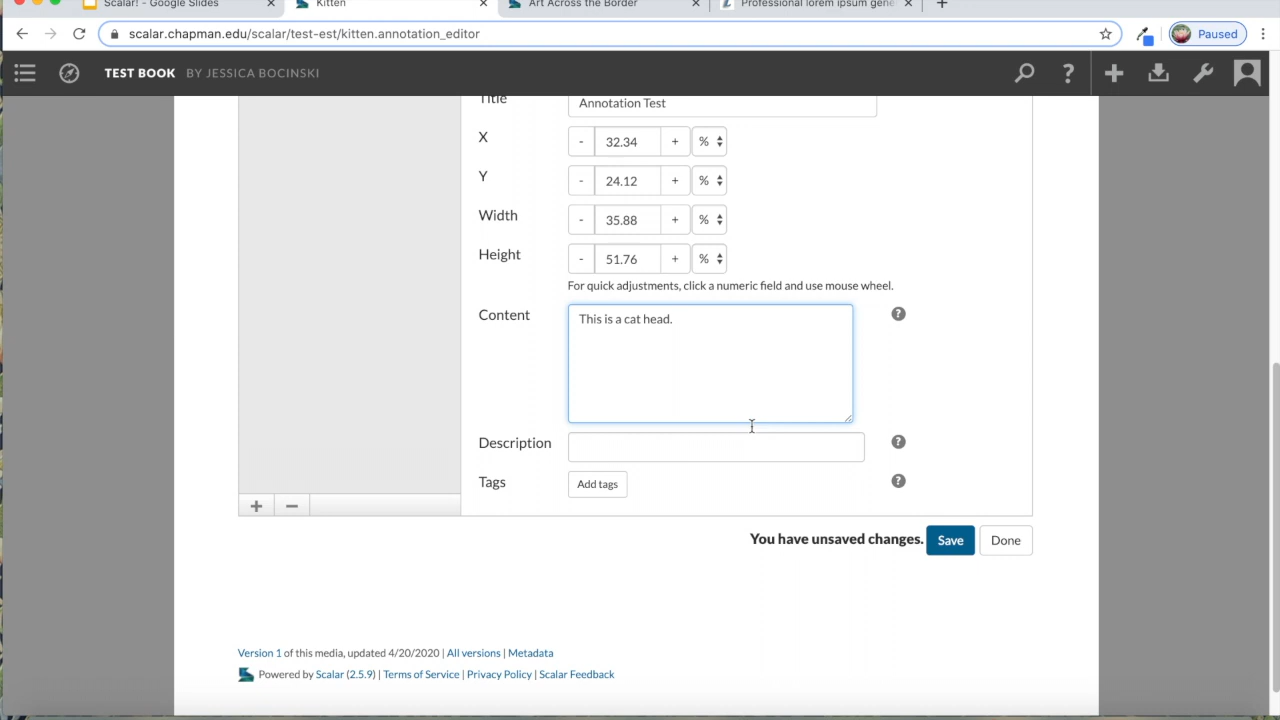 Scalar! - Google Slides
Kitten
Art Across the Border
Professional lorem ipsum gene
scalar.chapman.edu/scalar/test-est/kitten.annotation_editor
Paused
TEST BOOK BY JESSICA BOCINSKI
Title Annotation Test
X - 32.34 + %
Y - 24.12 + %
Width - 35.88 + %
Height - 51.76 + %
For quick adjustments, click a numeric field and use mouse wheel.
Content This is a cat head.
Description
Tags Add tags
You have unsaved changes. Save Done
Version 1 of this media, updated 4/20/2020 | All versions | Metadata
Powered by Scalar (2.5.9) | Terms of Service | Privacy Policy | Scalar Feedback